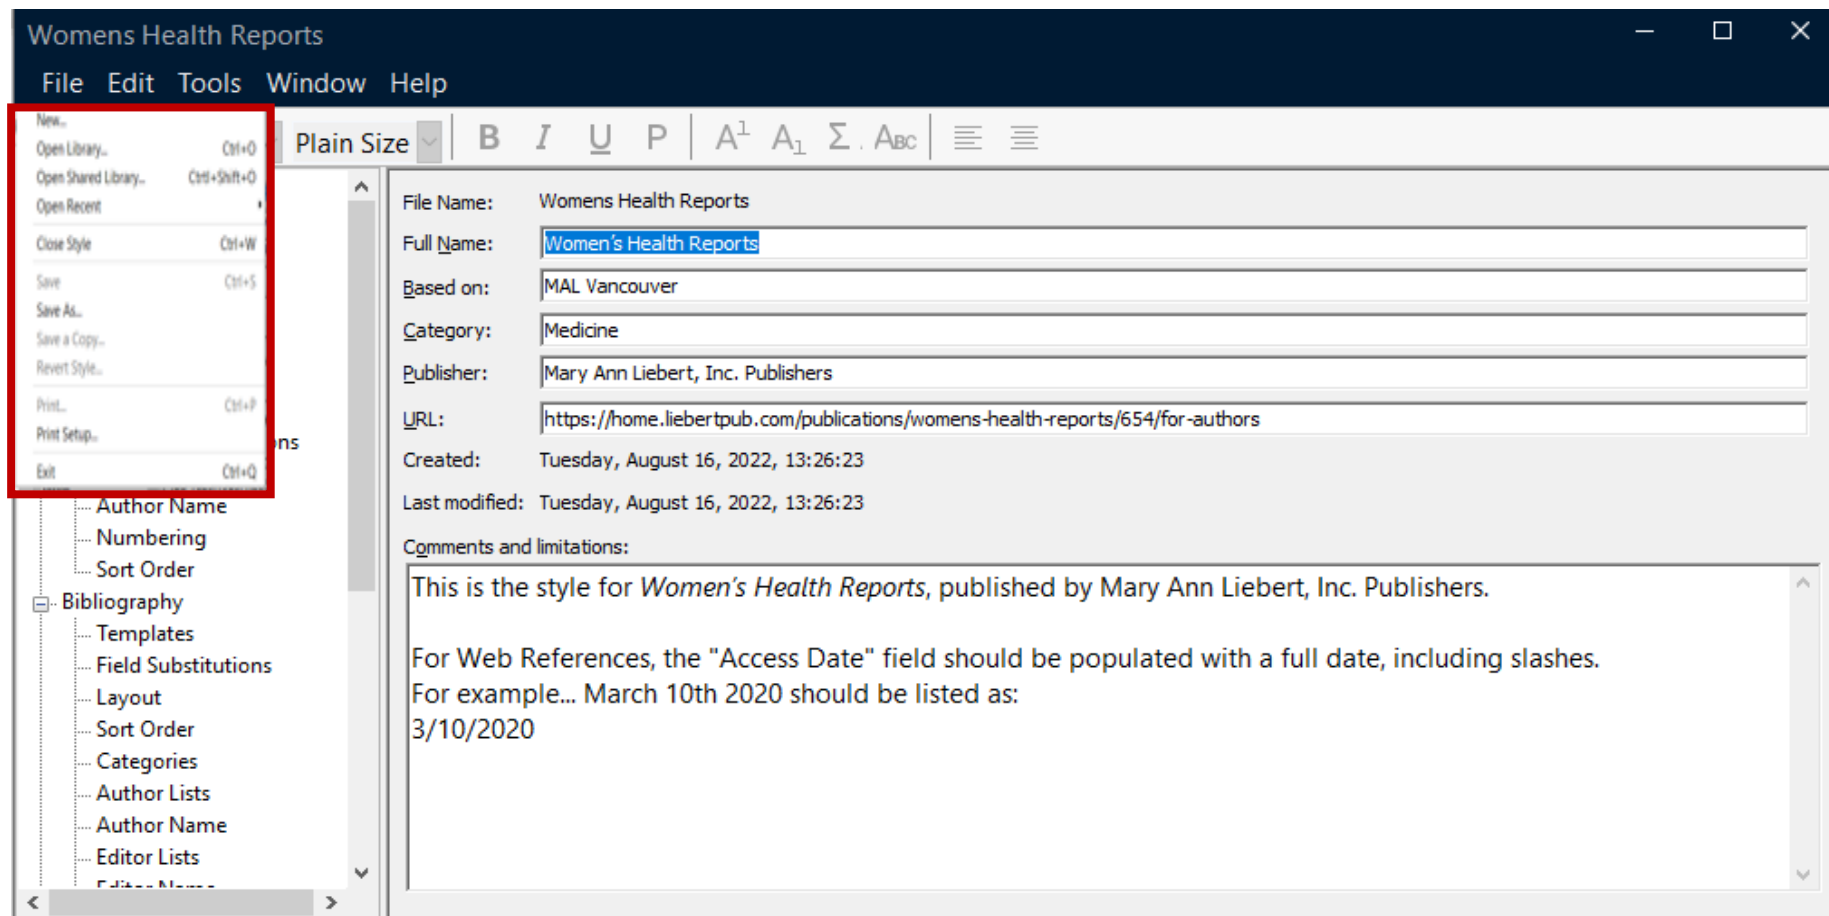 Womens Health Reports
File Edit Tools Window Help
New...
Open Library... Ctrl+O
Open Shared Library... Ctrl+Shift+O
Open Recent
Close Style Ctrl+W
Save Ctrl+S
Save As...
Save a Copy...
Revert Style...
Print... Ctrl+P
Print Setup...
Exit Ctrl+Q
Plain Size B I U P A1 A1 Σ ABC
ons
Author Name
Numbering
Sort Order
Bibliography
Templates
Field Substitutions
Layout
Sort Order
Categories
Author Lists
Author Name
Editor Lists
Editor Name
File Name: Womens Health Reports
Full Name: Women's Health Reports
Based on: MAL Vancouver
Category: Medicine
Publisher: Mary Ann Liebert, Inc. Publishers
URL: https://home.liebertpub.com/publications/womens-health-reports/654/for-authors
Created: Tuesday, August 16, 2022, 13:26:23
Last modified: Tuesday, August 16, 2022, 13:26:23
Comments and limitations:
This is the style for Women's Health Reports, published by Mary Ann Liebert, Inc. Publishers.
For Web References, the "Access Date" field should be populated with a full date, including slashes.
For example... March 10th 2020 should be listed as:
3/10/2020